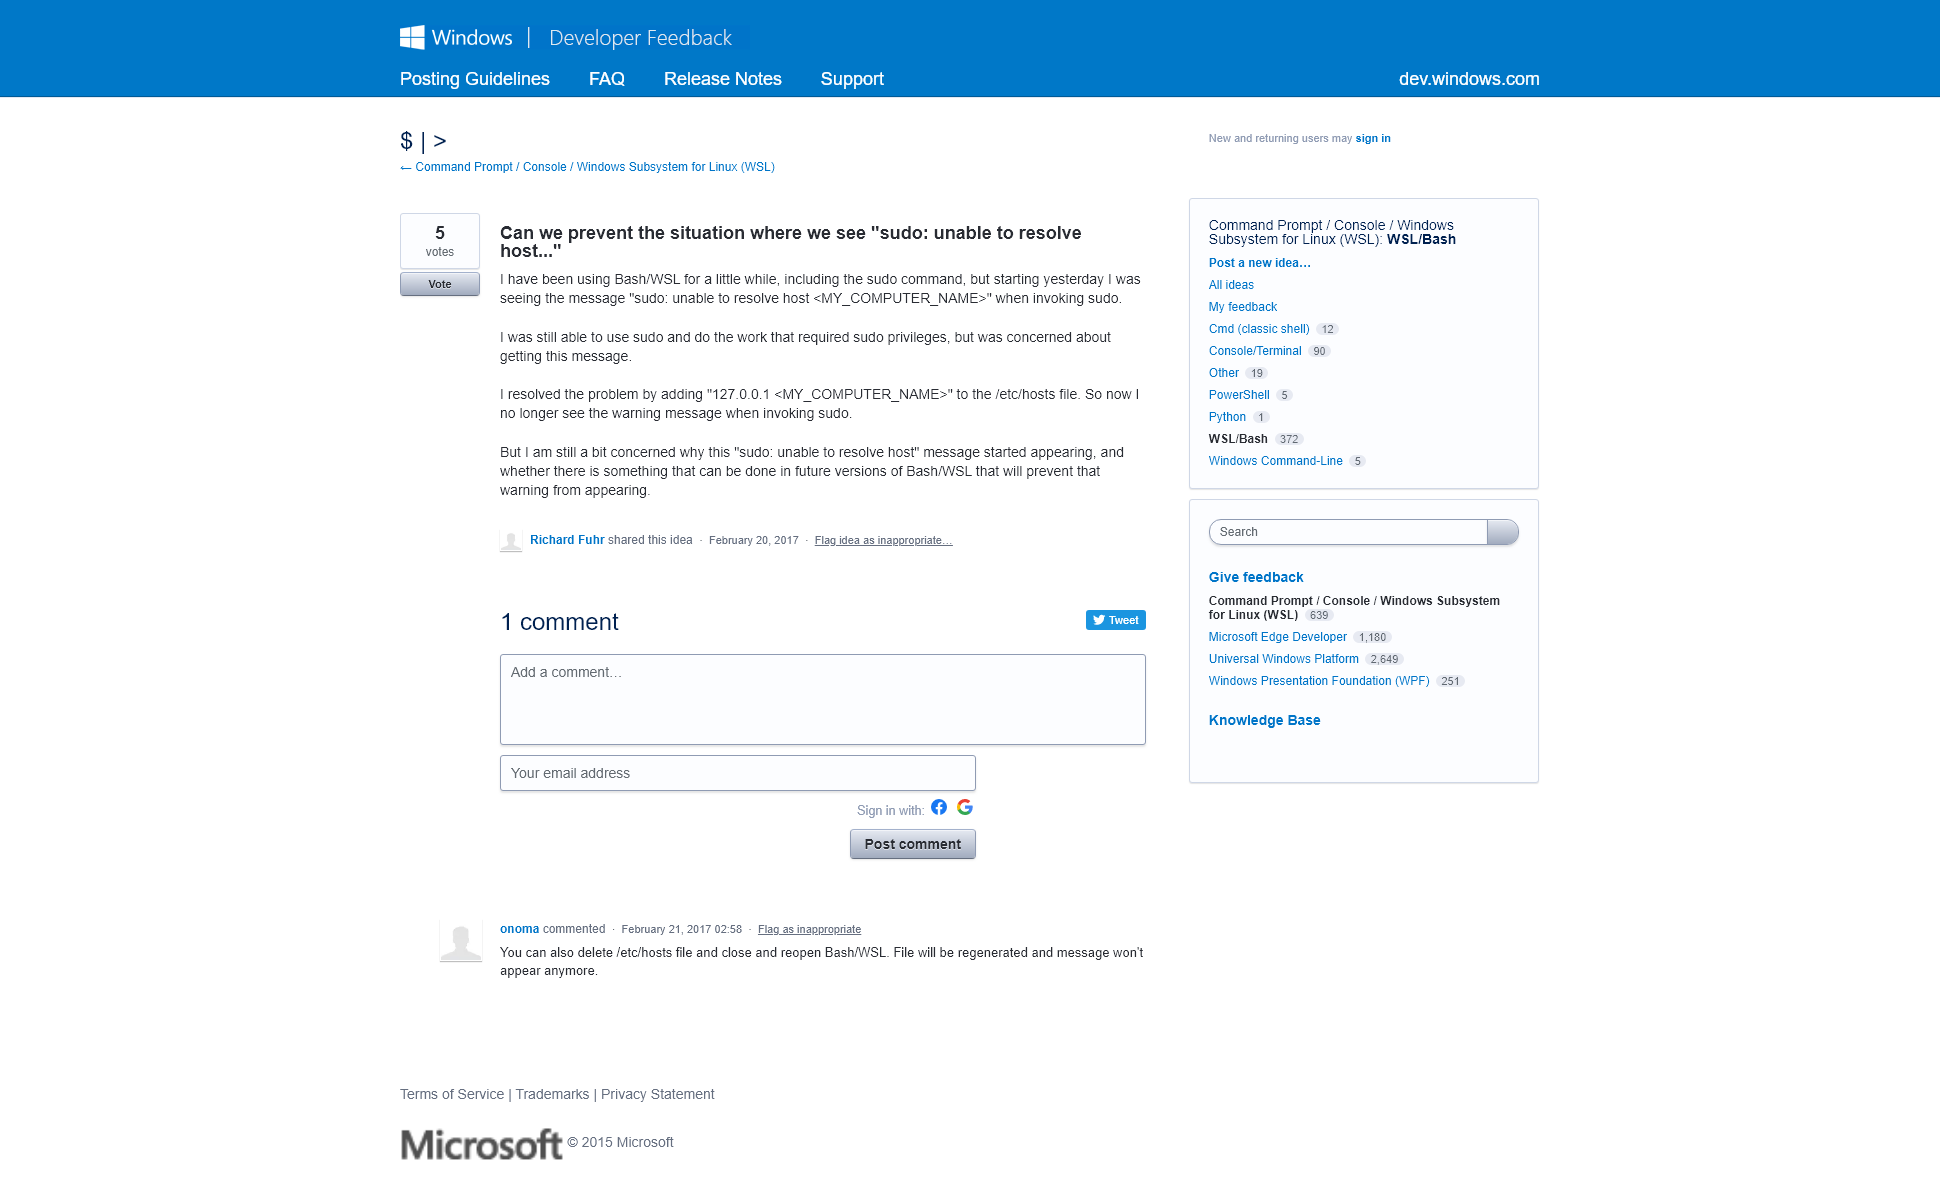 Windows | Developer Feedback
Posting Guidelines FAQ Release Notes Support dev.windows.com
$ | >
← Command Prompt / Console / Windows Subsystem for Linux (WSL)
New and returning users may sign in
5
votes
Vote
Can we prevent the situation where we see "sudo: unable to resolve
host..."
I have been using Bash/WSL for a little while, including the sudo command, but starting yesterday I was
seeing the message "sudo: unable to resolve host <MY_COMPUTER_NAME>" when invoking sudo.
I was still able to use sudo and do the work that required sudo privileges, but was concerned about
getting this message.
I resolved the problem by adding "127.0.0.1 <MY_COMPUTER_NAME>" to the /etc/hosts file. So now I
no longer see the warning message when invoking sudo.
But I am still a bit concerned why this "sudo: unable to resolve host" message started appearing, and
whether there is something that can be done in future versions of Bash/WSL that will prevent that
warning from appearing.
Richard Fuhr shared this idea · February 20, 2017 · Flag idea as inappropriate…
1 comment
Tweet
Add a comment…
Your email address
Sign in with:
Post comment
onoma commented · February 21, 2017 02:58 · Flag as inappropriate
You can also delete /etc/hosts file and close and reopen Bash/WSL. File will be regenerated and message won't
appear anymore.
Command Prompt / Console / Windows
Subsystem for Linux (WSL): WSL/Bash
Post a new idea…
All ideas
My feedback
Cmd (classic shell) 12
Console/Terminal 90
Other 19
PowerShell 5
Python 1
WSL/Bash 372
Windows Command-Line 5
Search
Give feedback
Command Prompt / Console / Windows Subsystem
for Linux (WSL) 639
Microsoft Edge Developer 1,180
Universal Windows Platform 2,649
Windows Presentation Foundation (WPF) 251
Knowledge Base
Terms of Service | Trademarks | Privacy Statement
Microsoft © 2015 Microsoft